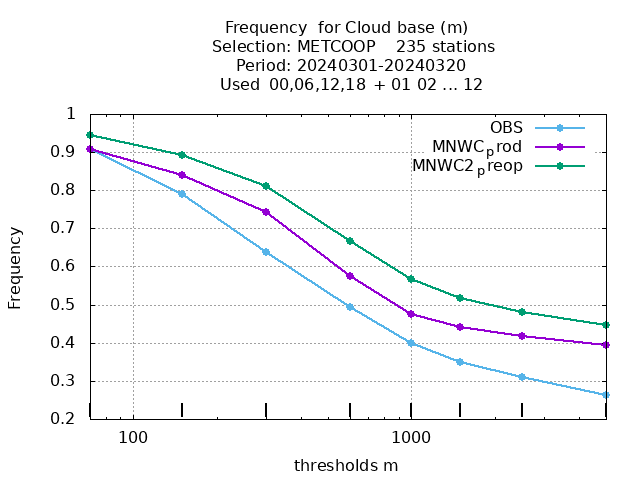 Frequency  for Cloud base (m)
Selection: METCOOP    235 stations
Period: 20240301-20240320
Used 00,06,12,18 + 01 02 ... 12
OBS
MNWCprod
MNWC2preop
1
0.9
0.8
0.7
0.6
0.5
0.4
0.3
0.2
Frequency
100
1000
thresholds m